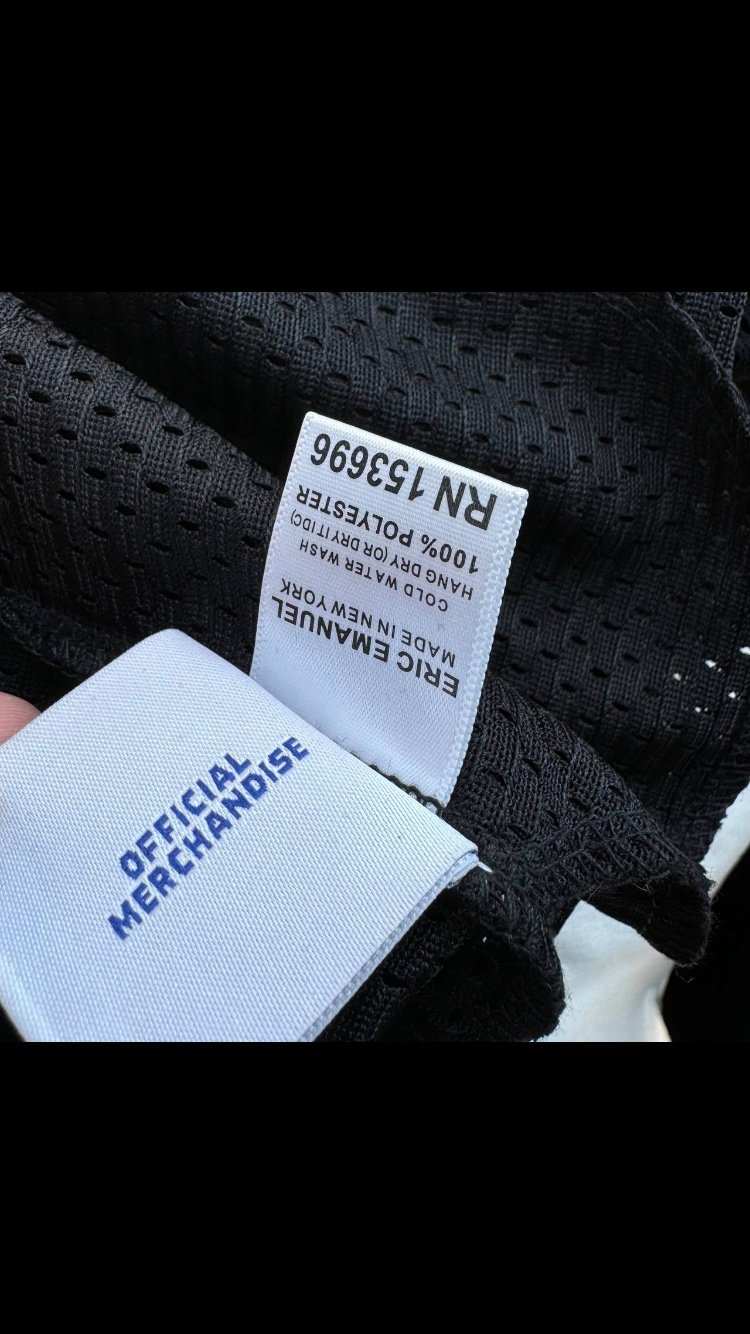 ERIC EMANUEL
MADE IN NEW YORK
COLD WATER WASH
HANG DRY (OR DRY IT IDC)
100% POLYESTER
RN 153696
OFFICIAL
MERCHANDISE